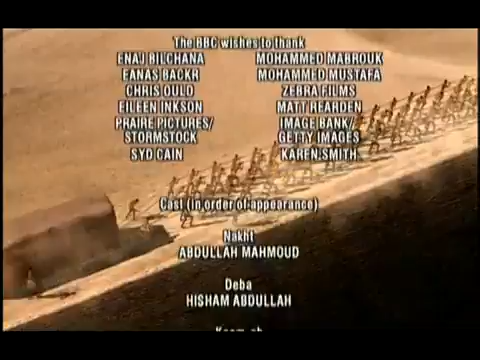 The BBC wishes to thank
ENAJ BILCHANA MOHAMMED MABROUK
EANAS BACKR MOHAMMED MUSTAFA
CHRIS OULD ZEBRA FILMS
EILEEN INKSON MATT REARDEN
PRAIRE PICTURES/ IMAGE BANK/
STORMSTOCK GETTY IMAGES
SYD CAIN KAREN SMITH
Cast (in order of appearance)
Nakht
ABDULLAH MAHMOUD
Deba
HISHAM ABDULLAH